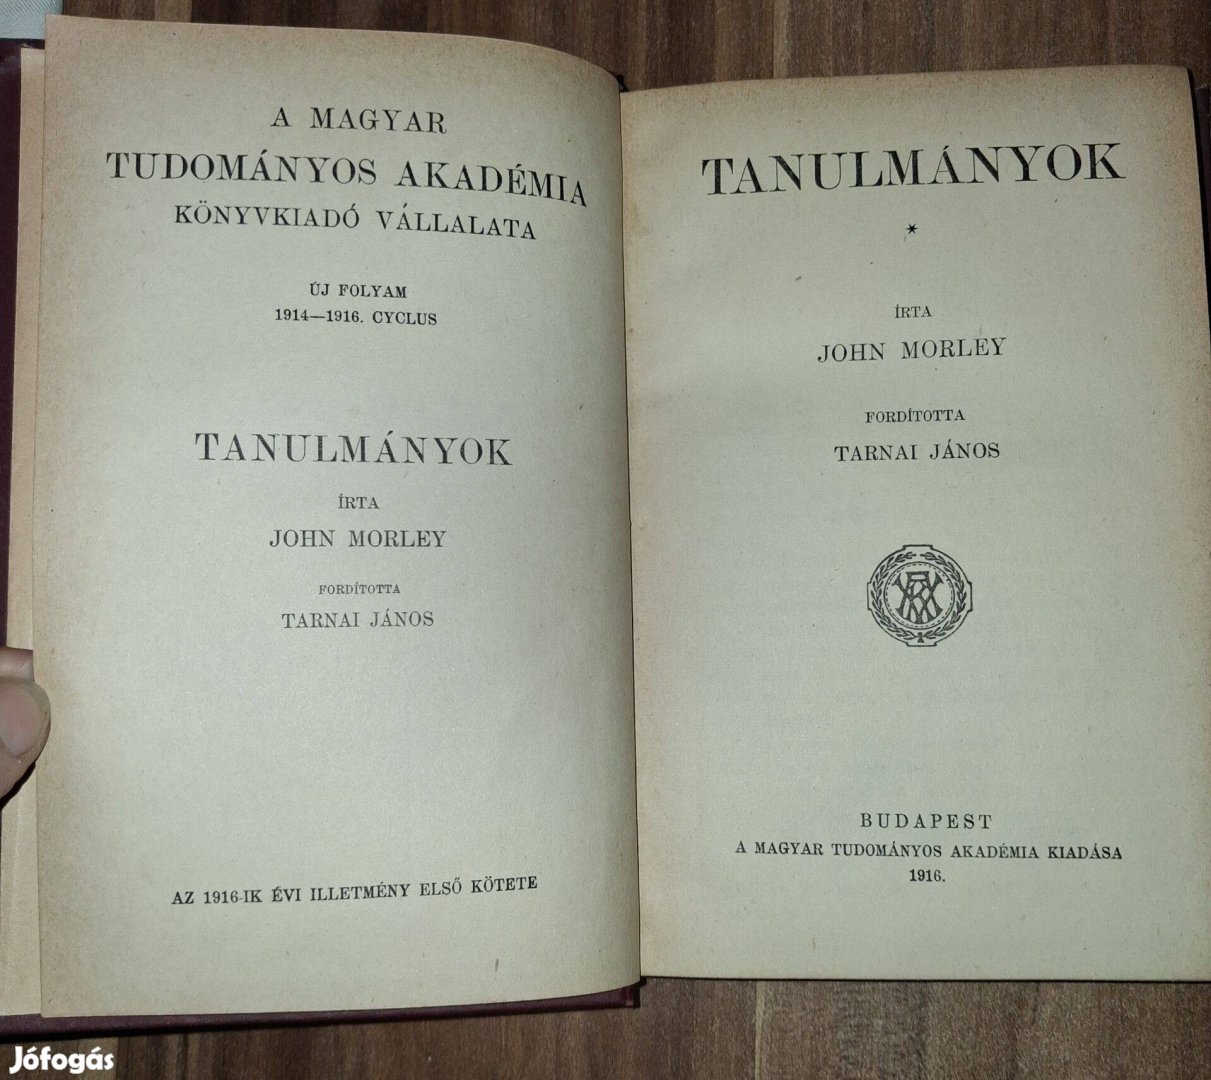 A MAGYAR
TUDOMÁNYOS AKADÉMIA
KÖNYVKIADÓ VÁLLALATA
ÚJ FOLYAM
1914—1916. CYCLUS
TANULMÁNYOK
ÍRTA
JOHN MORLEY
FORDÍTOTTA
TARNAI JÁNOS
AZ 1916-IK ÉVI ILLETMÉNY ELSŐ KÖTETE
TANULMÁNYOK
*
ÍRTA
JOHN MORLEY
FORDÍTOTTA
TARNAI JÁNOS
BUDAPEST
A MAGYAR TUDOMÁNYOS AKADÉMIA KIADÁSA
1916.
Jófogás